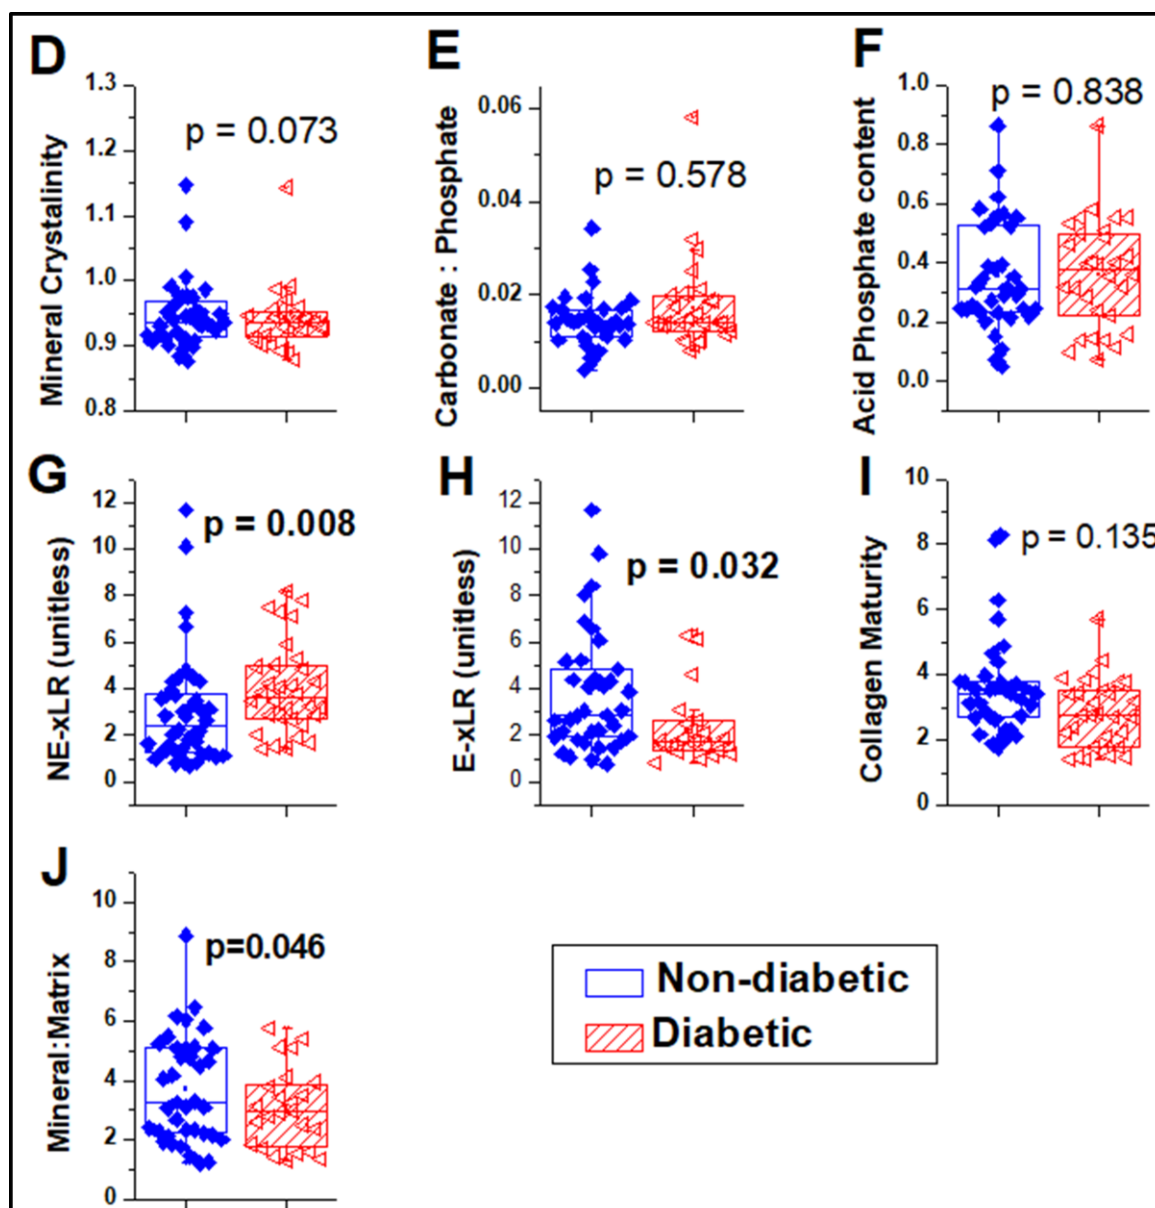 D
Mineral Crystalinity
1.3
1.2
1.1
1.0
0.9
0.8
p = 0.073
E
Carbonate : Phosphate
0.06
0.04
0.02
0.00
p = 0.578
F
Acid Phosphate content
1.0
0.8
0.6
0.4
0.2
0.0
p = 0.838
G
NE-xLR (unitless)
12
10
8
6
4
2
0
p = 0.008
H
E-xLR (unitless)
12
10
8
6
4
2
0
p = 0.032
I
Collagen Maturity
10
8
6
4
2
0
p = 0.135
J
Mineral:Matrix
10
8
6
4
2
0
p=0.046
Non-diabetic
Diabetic